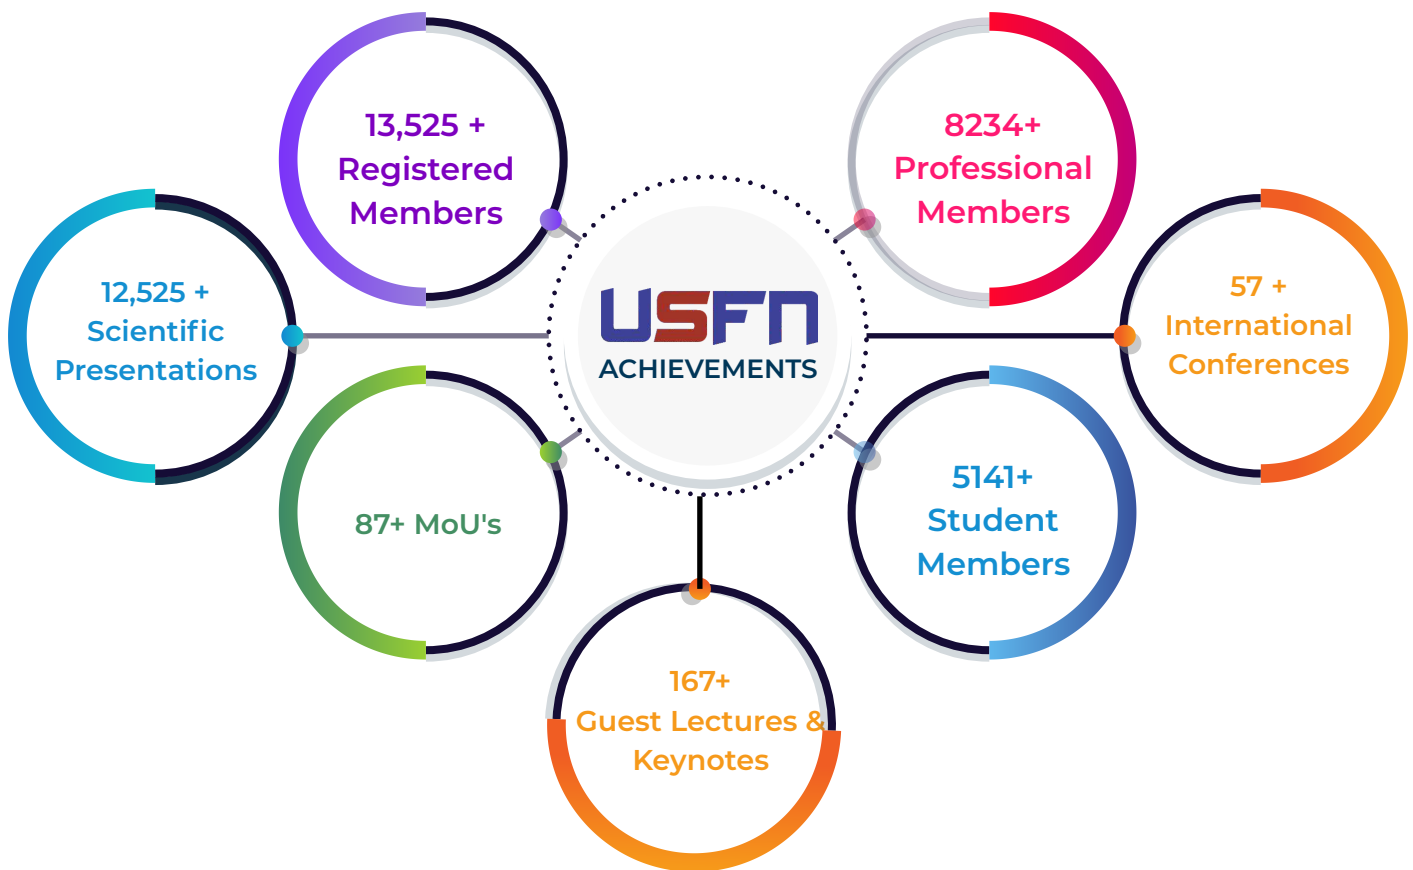 13,525 +
Registered
Members
8234+
Professional
Members
12,525 +
Scientific
Presentations
USFN
ACHIEVEMENTS
57 +
International
Conferences
87+ MoU's
5141+
Student
Members
167+
Guest Lectures &
Keynotes